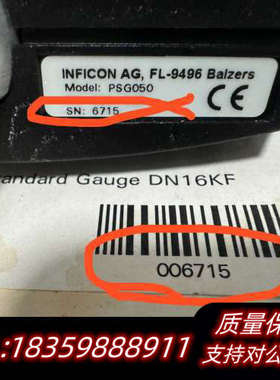 INFICON AG, FL-9496 Balzers
Model: PSG050
SN: 6715
CE
andard Gauge DN16KF
006715
质量保
:18359888911
支持对公